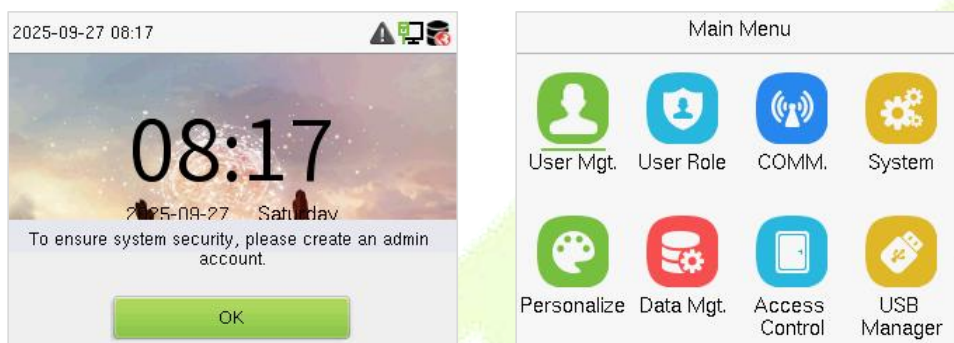 2025-09-27 08:17
08:17
2025-09-27 Saturday
To ensure system security, please create an admin
account.
OK
Main Menu
User Mgt. User Role COMM. System
Personalize Data Mgt. Access USB
Control Manager